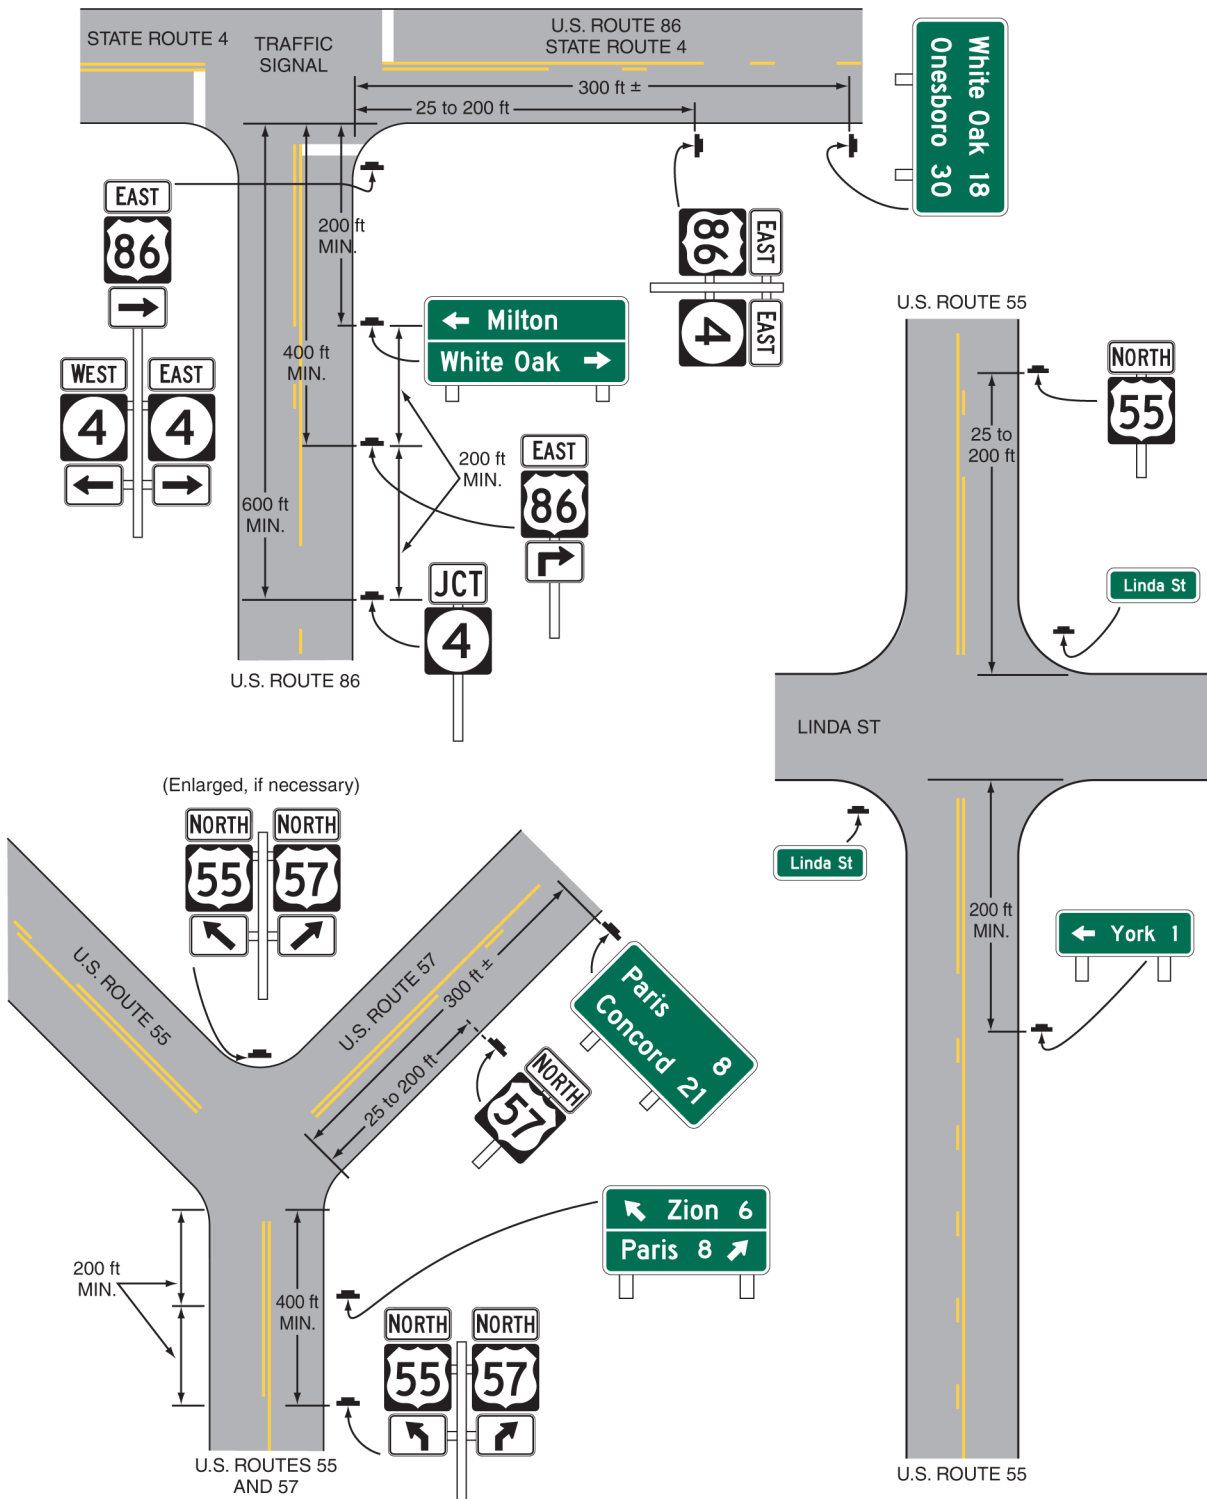 STATE ROUTE 4
TRAFFIC
SIGNAL
U.S. ROUTE 86
STATE ROUTE 4
300 ft ±
25 to 200 ft
White Oak 18
Onesboro 30
EAST
86
WEST
EAST
4
4
200 ft
MIN.
400 ft
MIN.
600 ft
MIN.
Milton
White Oak
200 ft
MIN.
EAST
86
JCT
4
U.S. ROUTE 86
86
EAST
4
EAST
U.S. ROUTE 55
NORTH
55
25 to
200 ft
Linda St
LINDA ST
Linda St
200 ft
MIN.
York 1
U.S. ROUTE 55
(Enlarged, if necessary)
NORTH
NORTH
55
57
U.S. ROUTE 55
U.S. ROUTE 57
300 ft ±
25 to 200 ft
Paris 8
Concord 21
NORTH
57
200 ft
MIN.
400 ft
MIN.
Zion 6
Paris 8
NORTH
NORTH
55
57
U.S. ROUTES 55
AND 57